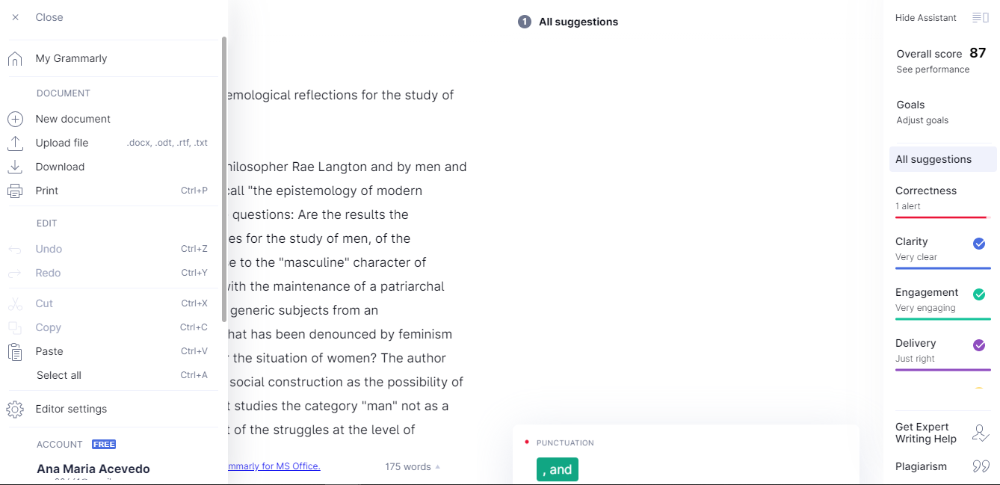 Close
My Grammarly
DOCUMENT
New document
Upload file .docx, .odt, .rtf, .txt
Download
Print Ctrl+P
EDIT
Undo Ctrl+Z
Redo Ctrl+Y
Cut Ctrl+X
Copy Ctrl+C
Paste Ctrl+V
Select all Ctrl+A
Editor settings
ACCOUNT FREE
Ana Maria Acevedo
1 All suggestions
emological reflections for the study of
hilosopher Rae Langton and by men and
call "the epistemology of modern
questions: Are the results the
es for the study of men, of the
e to the "masculine" character of
with the maintenance of a patriarchal
generic subjects from an
hat has been denounced by feminism
the situation of women? The author
social construction as the possibility of
t studies the category "man" not as a
t of the struggles at the level of
mmarly for MS Office. 175 words
PUNCTUATION
, and
Hide Assistant
Overall score 87
See performance
Goals
Adjust goals
All suggestions
Correctness
1 alert
Clarity
Very clear
Engagement
Very engaging
Delivery
Just right
Get Expert
Writing Help
Plagiarism